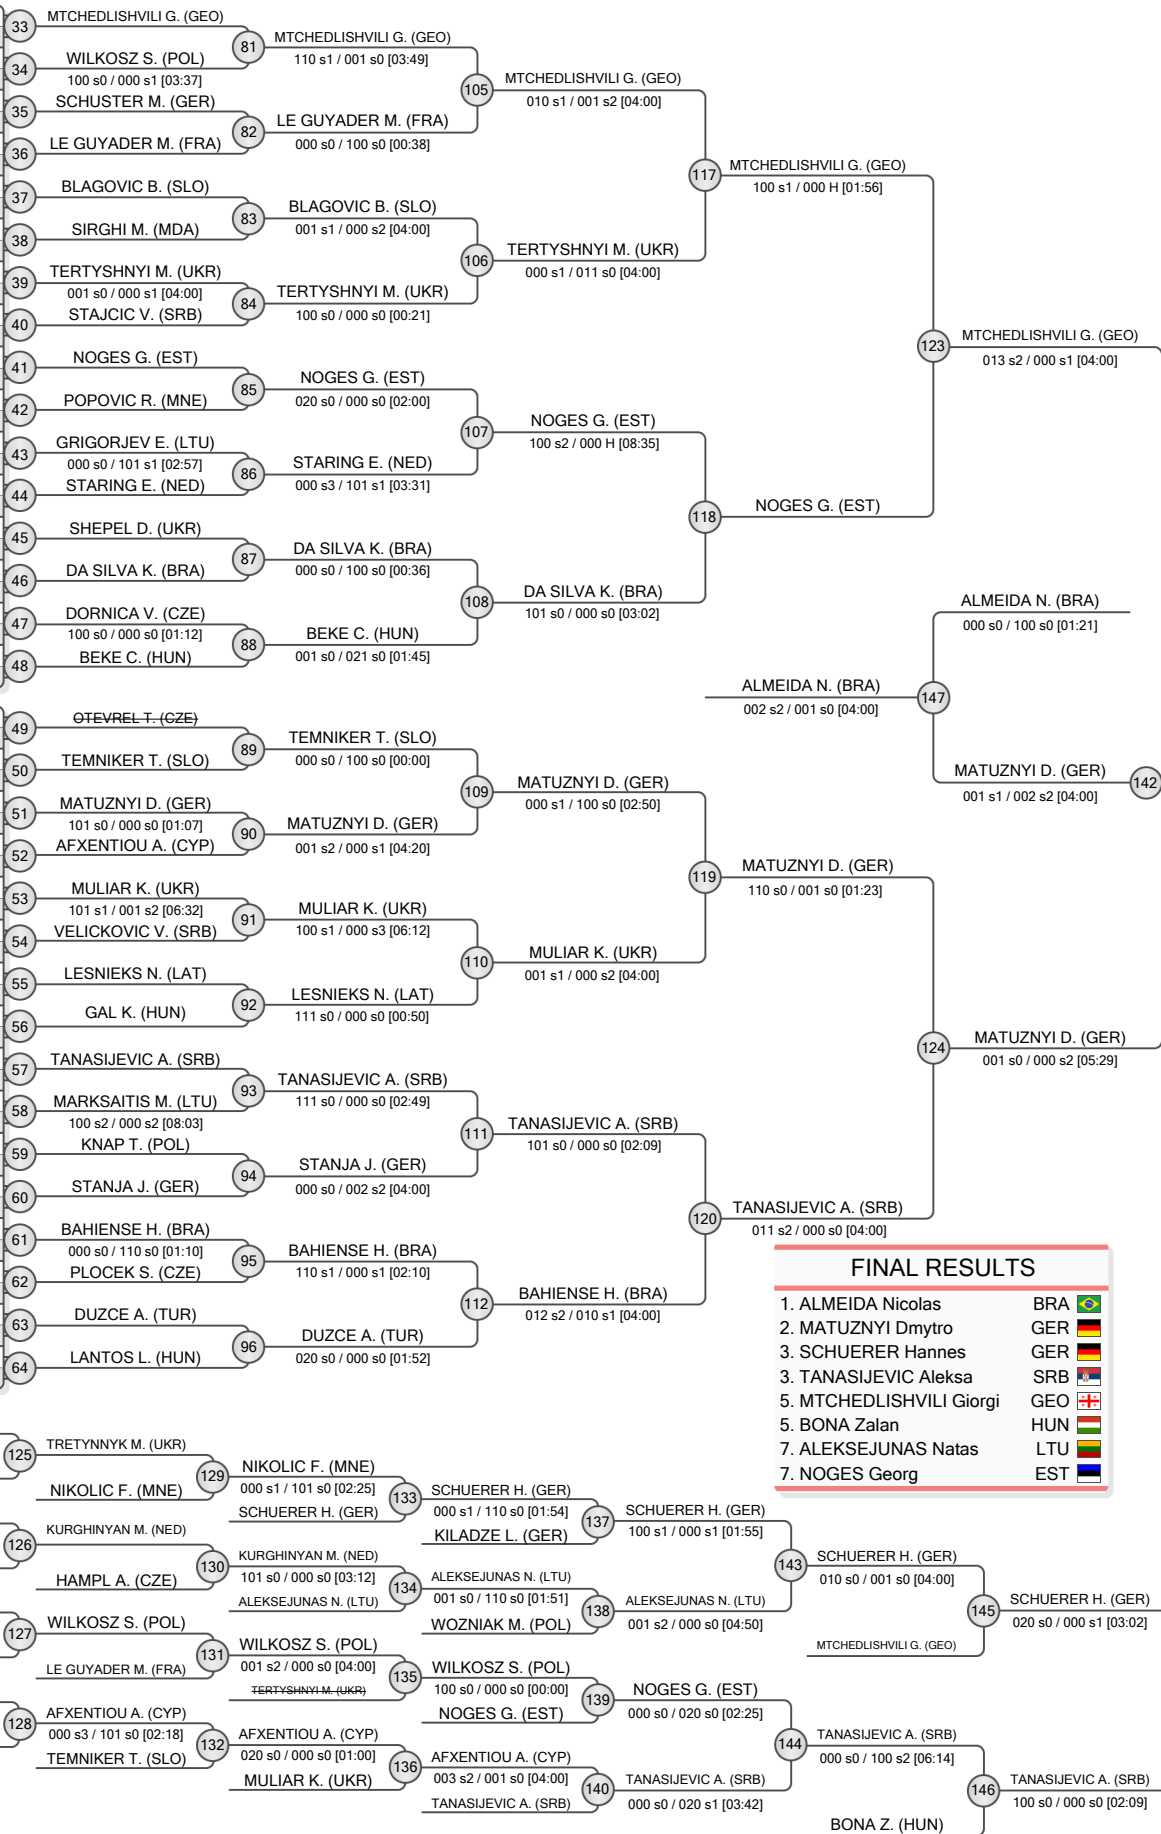 33 MTCHEDLISHVILI G. (GEO)
34 WILKOSZ S. (POL)
100 s0 / 000 s1 [03:37]
35 SCHUSTER M. (GER)
36 LE GUYADER M. (FRA)
37 BLAGOVIC B. (SLO)
38 SIRGHI M. (MDA)
39 TERTYSHNYI M. (UKR)
001 s0 / 000 s1 [04:00]
40 STAJCIC V. (SRB)
41 NOGES G. (EST)
42 POPOVIC R. (MNE)
43 GRIGORJEV E. (LTU)
000 s0 / 101 s1 [02:57]
44 STARING E. (NED)
45 SHEPEL D. (UKR)
46 DA SILVA K. (BRA)
47 DORNICA V. (CZE)
100 s0 / 000 s0 [01:12]
48 BEKE C. (HUN)
49 OTEVREL T. (CZE)
50 TEMNIKER T. (SLO)
51 MATUZNYI D. (GER)
101 s0 / 000 s0 [01:07]
52 AFXENTIOU A. (CYP)
53 MULIAR K. (UKR)
101 s1 / 001 s2 [06:32]
54 VELICKOVIC V. (SRB)
55 LESNIEKS N. (LAT)
56 GAL K. (HUN)
57 TANASIJEVIC A. (SRB)
58 MARKSAITIS M. (LTU)
100 s2 / 000 s2 [08:03]
59 KNAP T. (POL)
60 STANJA J. (GER)
61 BAHIENSE H. (BRA)
000 s0 / 110 s0 [01:10]
62 PLOCEK S. (CZE)
63 DUZCE A. (TUR)
64 LANTOS L. (HUN)
81 MTCHEDLISHVILI G. (GEO)
110 s1 / 001 s0 [03:49]
82 LE GUYADER M. (FRA)
000 s0 / 100 s0 [00:38]
83 BLAGOVIC B. (SLO)
001 s1 / 000 s2 [04:00]
84 TERTYSHNYI M. (UKR)
100 s0 / 000 s0 [00:21]
85 NOGES G. (EST)
020 s0 / 000 s0 [02:00]
86 STARING E. (NED)
000 s3 / 101 s1 [03:31]
87 DA SILVA K. (BRA)
000 s0 / 100 s0 [00:36]
88 BEKE C. (HUN)
001 s0 / 021 s0 [01:45]
89 TEMNIKER T. (SLO)
000 s0 / 100 s0 [00:00]
90 MATUZNYI D. (GER)
001 s2 / 000 s1 [04:20]
91 MULIAR K. (UKR)
100 s1 / 000 s3 [06:12]
92 LESNIEKS N. (LAT)
111 s0 / 000 s0 [00:50]
93 TANASIJEVIC A. (SRB)
111 s0 / 000 s0 [02:49]
94 STANJA J. (GER)
000 s0 / 002 s2 [04:00]
95 BAHIENSE H. (BRA)
110 s1 / 000 s1 [02:10]
96 DUZCE A. (TUR)
020 s0 / 000 s0 [01:52]
105 MTCHEDLISHVILI G. (GEO)
010 s1 / 001 s2 [04:00]
106 TERTYSHNYI M. (UKR)
000 s1 / 011 s0 [04:00]
107 NOGES G. (EST)
100 s2 / 000 H [08:35]
108 DA SILVA K. (BRA)
101 s0 / 000 s0 [03:02]
109 MATUZNYI D. (GER)
000 s1 / 100 s0 [02:50]
110 MULIAR K. (UKR)
001 s1 / 000 s2 [04:00]
111 TANASIJEVIC A. (SRB)
101 s0 / 000 s0 [02:09]
112 BAHIENSE H. (BRA)
012 s2 / 010 s1 [04:00]
117 MTCHEDLISHVILI G. (GEO)
100 s1 / 000 H [01:56]
118 NOGES G. (EST)
119 MATUZNYI D. (GER)
110 s0 / 001 s0 [01:23]
120 TANASIJEVIC A. (SRB)
011 s2 / 000 s0 [04:00]
123 MTCHEDLISHVILI G. (GEO)
013 s2 / 000 s1 [04:00]
124 MATUZNYI D. (GER)
001 s0 / 000 s2 [05:29]
ALMEIDA N. (BRA)
002 s2 / 001 s0 [04:00]
147
ALMEIDA N. (BRA)
000 s0 / 100 s0 [01:21]
MATUZNYI D. (GER)
001 s1 / 002 s2 [04:00]
142
FINAL RESULTS
1. ALMEIDA Nicolas BRA
2. MATUZNYI Dmytro GER
3. SCHUERER Hannes GER
3. TANASIJEVIC Aleksa SRB
5. MTCHEDLISHVILI Giorgi GEO
5. BONA Zalan HUN
7. ALEKSEJUNAS Natas LTU
7. NOGES Georg EST
125 TRETYNNYK M. (UKR)
NIKOLIC F. (MNE)
126 KURGHINYAN M. (NED)
HAMPL A. (CZE)
127 WILKOSZ S. (POL)
LE GUYADER M. (FRA)
128 AFXENTIOU A. (CYP)
000 s3 / 101 s0 [02:18]
TEMNIKER T. (SLO)
129 NIKOLIC F. (MNE)
000 s1 / 101 s0 [02:25]
SCHUERER H. (GER)
130 KURGHINYAN M. (NED)
101 s0 / 000 s0 [03:12]
ALEKSEJUNAS N. (LTU)
131 WILKOSZ S. (POL)
001 s2 / 000 s0 [04:00]
TERTYSHNYI M. (UKR)
132 AFXENTIOU A. (CYP)
020 s0 / 000 s0 [01:00]
MULIAR K. (UKR)
133 SCHUERER H. (GER)
000 s1 / 110 s0 [01:54]
KILADZE L. (GER)
134 ALEKSEJUNAS N. (LTU)
001 s0 / 110 s0 [01:51]
WOZNIAK M. (POL)
135 WILKOSZ S. (POL)
100 s0 / 000 s0 [00:00]
NOGES G. (EST)
136 AFXENTIOU A. (CYP)
003 s2 / 001 s0 [04:00]
TANASIJEVIC A. (SRB)
137 SCHUERER H. (GER)
100 s1 / 000 s1 [01:55]
138 ALEKSEJUNAS N. (LTU)
001 s2 / 000 s0 [04:50]
139 NOGES G. (EST)
000 s0 / 020 s0 [02:25]
140 TANASIJEVIC A. (SRB)
000 s0 / 020 s1 [03:42]
143 SCHUERER H. (GER)
010 s0 / 001 s0 [04:00]
MTCHEDLISHVILI G. (GEO)
144 TANASIJEVIC A. (SRB)
000 s0 / 100 s2 [06:14]
BONA Z. (HUN)
145 SCHUERER H. (GER)
020 s0 / 000 s1 [03:02]
146 TANASIJEVIC A. (SRB)
100 s0 / 000 s0 [02:09]